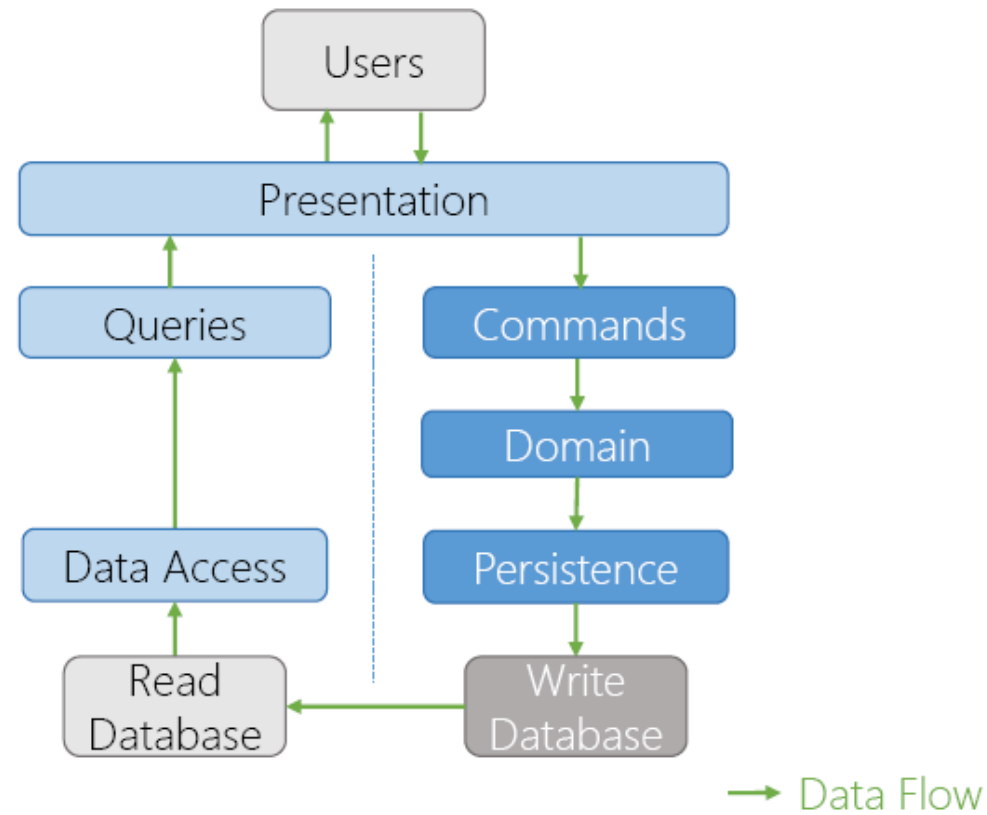 Users
Presentation
Queries
Commands
Domain
Data Access
Persistence
Read
Database
Write
Database
Data Flow